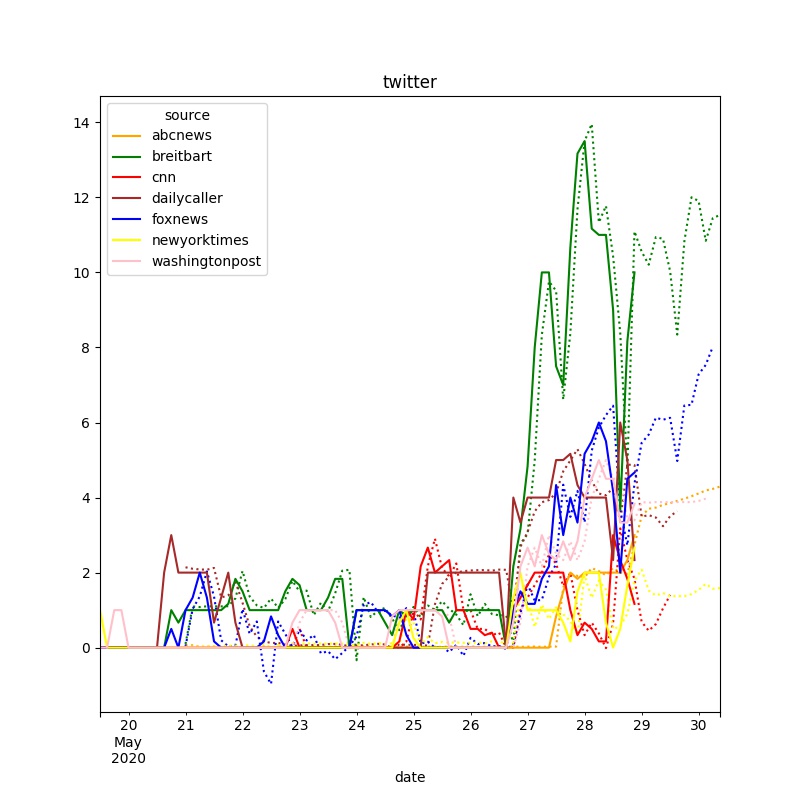 twitter
source
abcnews
breitbart
cnn
dailycaller
foxnews
newyorktimes
washingtonpost
14
12
10
8
6
4
2
0
20 21 22 23 24 25 26 27 28 29 30
May
2020
date